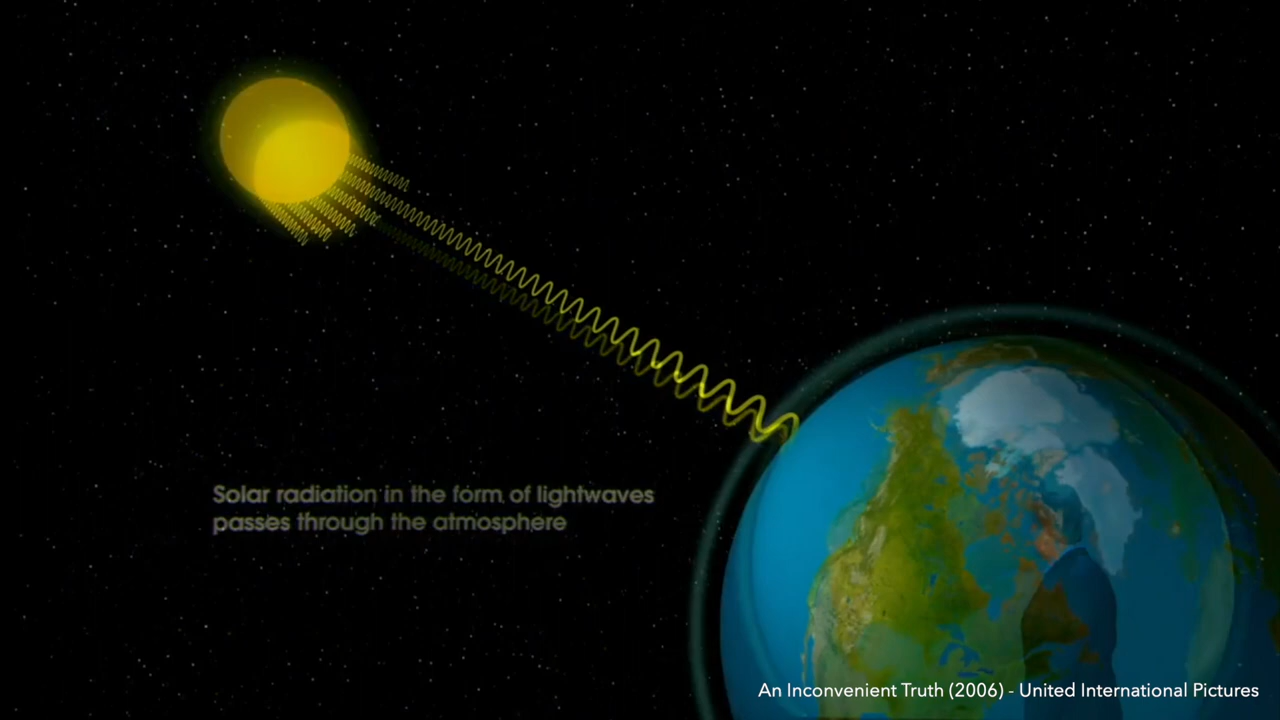 Solar radiation in the form of lightwaves
passes through the atmosphere
An Inconvenient Truth (2006) - United International Pictures